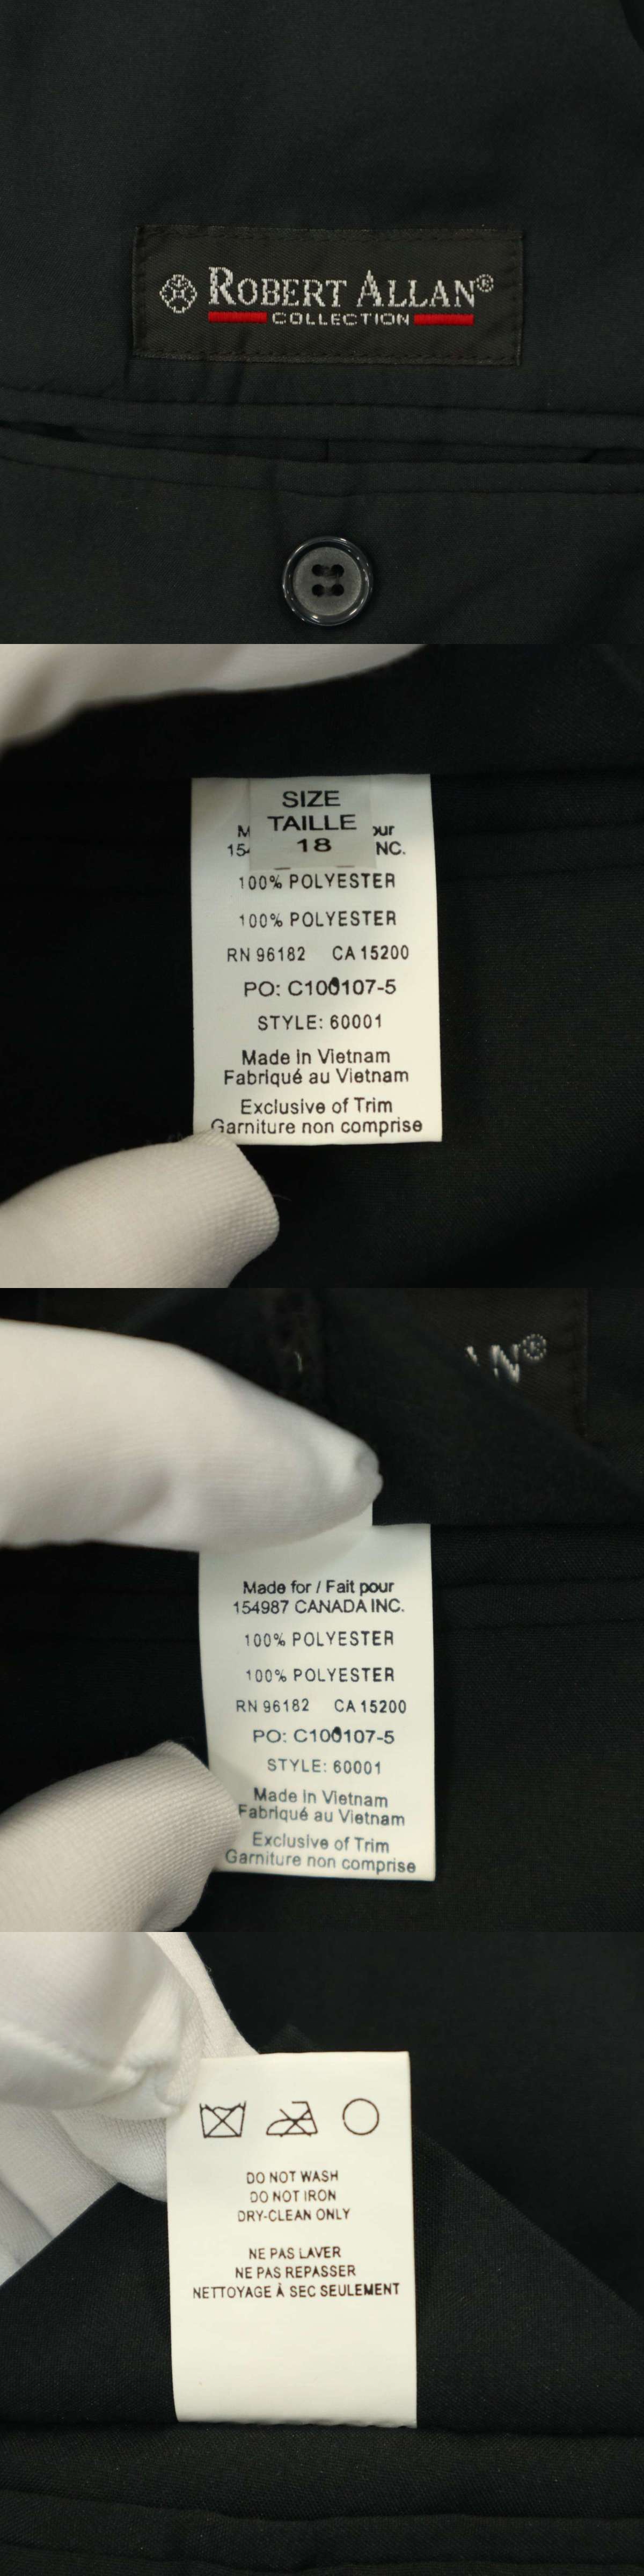 ROBERT ALLAN®
COLLECTION
SIZE
TAILLE
18
NC.
100% POLYESTER
100% POLYESTER
RN 96182 CA 15200
PO: C100107-5
STYLE: 60001
Made in Vietnam
Fabriqué au Vietnam
Exclusive of Trim
Garniture non comprise
Made for / Fait pour
154987 CANADA INC.
100% POLYESTER
100% POLYESTER
RN 96182 CA 15200
PO: C100107-5
STYLE: 60001
Made in Vietnam
Fabriqué au Vietnam
Exclusive of Trim
Garniture non comprise
DO NOT WASH
DO NOT IRON
DRY-CLEAN ONLY
NE PAS LAVER
NE PAS REPASSER
NETTOYAGE À SEC SEULEMENT